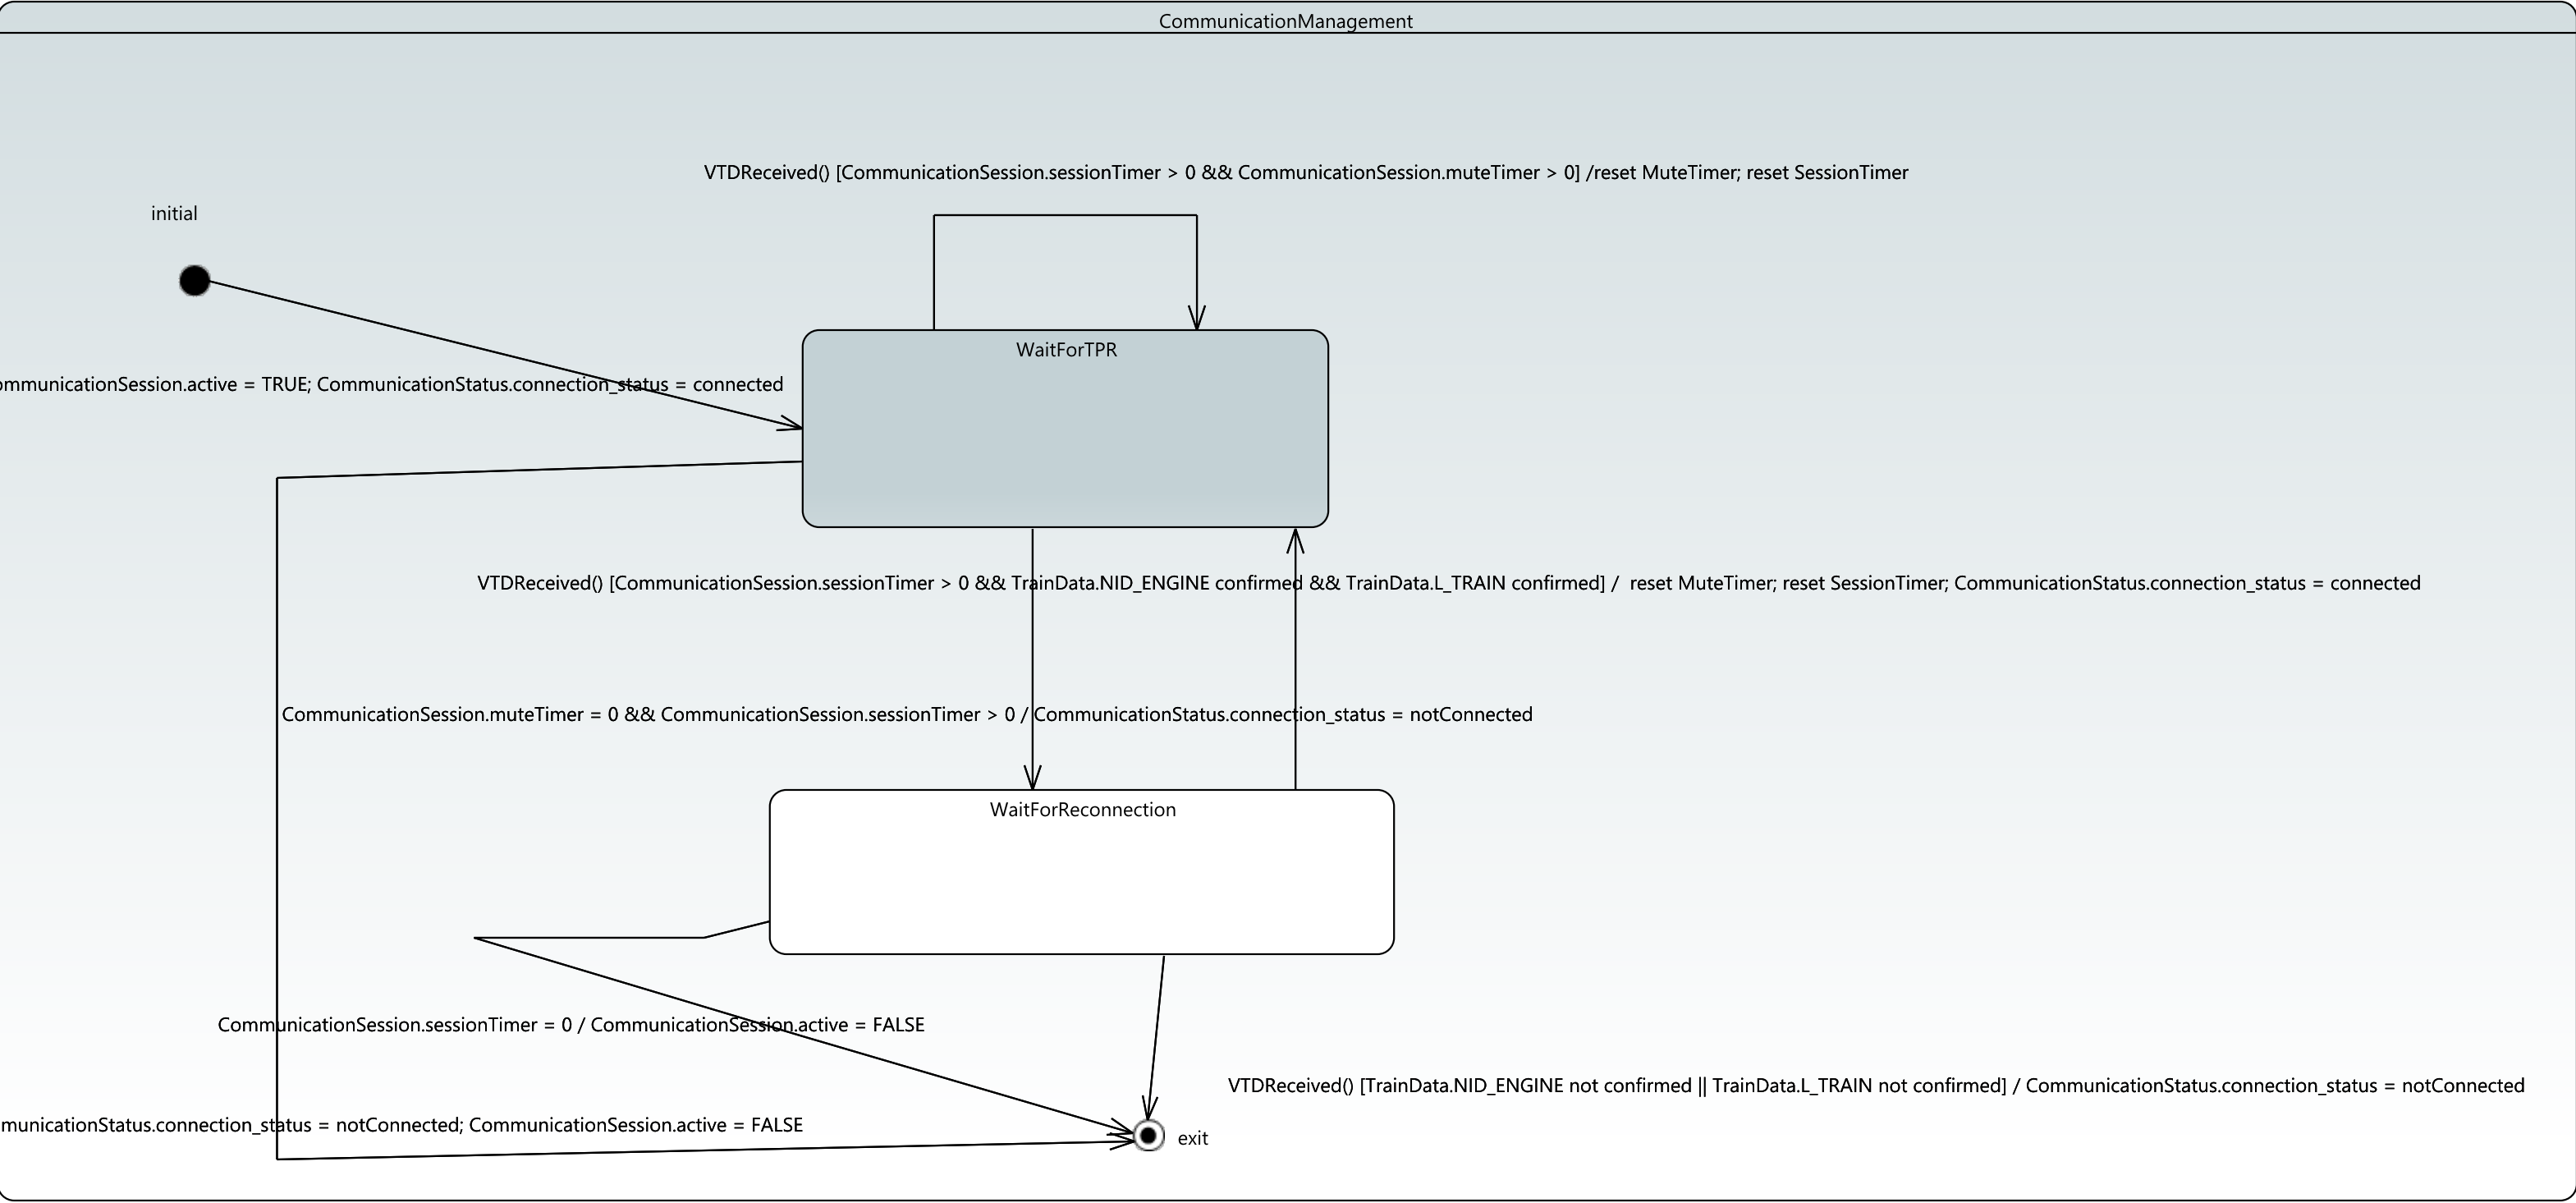 CommunicationManagement
VTDReceived() [CommunicationSession.sessionTimer > 0 && CommunicationSession.muteTimer > 0] /reset MuteTimer; reset SessionTimer
initial
WaitForTPR
ommunicationSession.active = TRUE; CommunicationStatus.connection_status = connected
VTDReceived() [CommunicationSession.sessionTimer > 0 && TrainData.NID_ENGINE confirmed && TrainData.L_TRAIN confirmed] /  reset MuteTimer; reset SessionTimer; CommunicationStatus.connection_status = connected
CommunicationSession.muteTimer = 0 && CommunicationSession.sessionTimer > 0 / CommunicationStatus.connection_status = notConnected
WaitForReconnection
CommunicationSession.sessionTimer = 0 / CommunicationSession.active = FALSE
VTDReceived() [TrainData.NID_ENGINE not confirmed || TrainData.L_TRAIN not confirmed] / CommunicationStatus.connection_status = notConnected
municationStatus.connection_status = notConnected; CommunicationSession.active = FALSE
exit